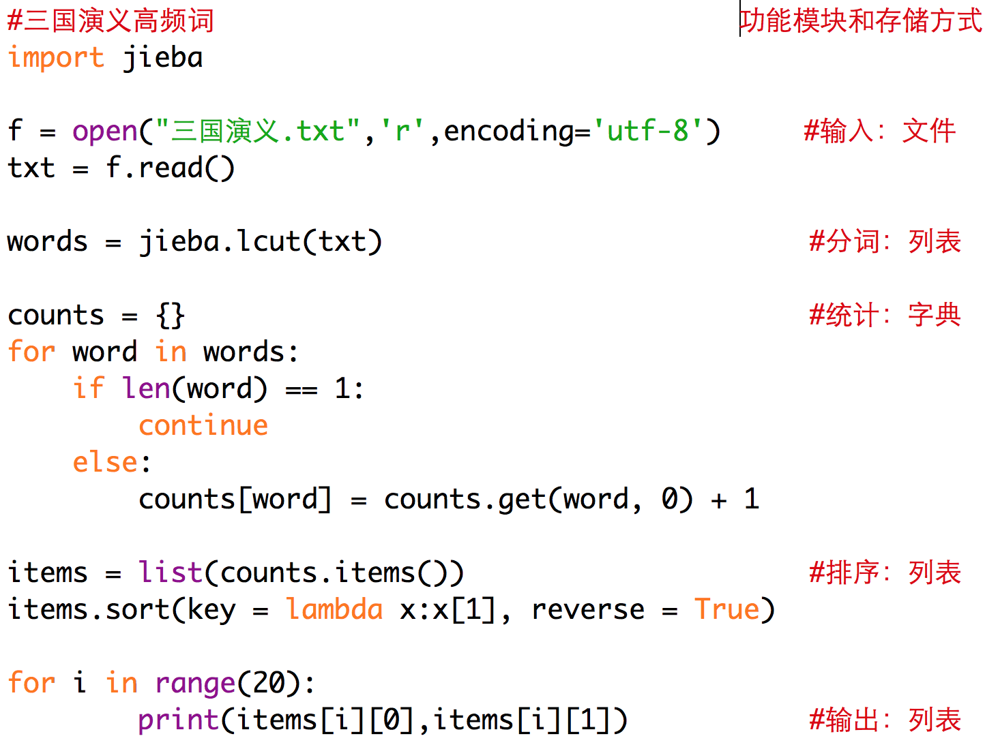 #三国演义高频词 功能模块和存储方式
import jieba
f = open("三国演义.txt",'r',encoding='utf-8') #输入：文件
txt = f.read()
words = jieba.lcut(txt) #分词：列表
counts = {} #统计：字典
for word in words:
    if len(word) == 1:
        continue
    else:
        counts[word] = counts.get(word, 0) + 1
items = list(counts.items()) #排序：列表
items.sort(key = lambda x:x[1], reverse = True)
for i in range(20):
        print(items[i][0],items[i][1]) #输出：列表